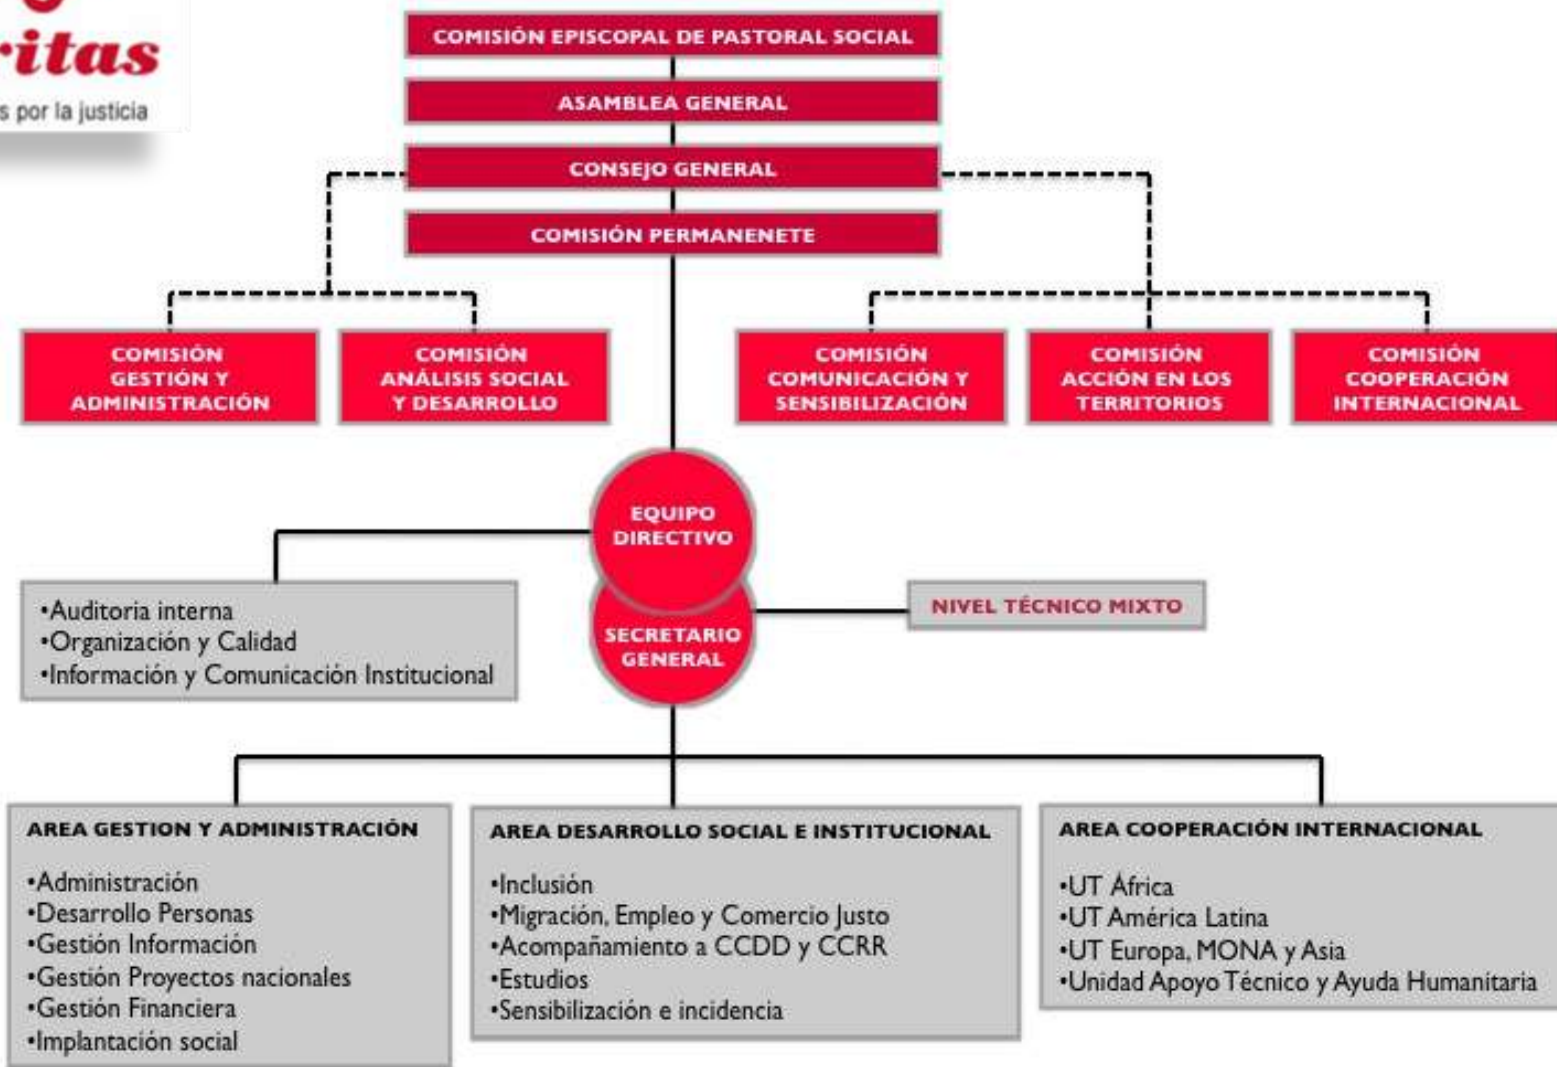 ritas
s por la justicia
COMISIÓN EPISCOPAL DE PASTORAL SOCIAL
ASAMBLEA GENERAL
CONSEJO GENERAL
COMISIÓN PERMANENETE
COMISIÓN
GESTIÓN Y
ADMINISTRACIÓN
COMISIÓN
ANÁLISIS SOCIAL
Y DESARROLLO
COMISIÓN
COMUNICACIÓN Y
SENSIBILIZACIÓN
COMISIÓN
ACCIÓN EN LOS
TERRITORIOS
COMISIÓN
COOPERACIÓN
INTERNACIONAL
EQUIPO
DIRECTIVO
•Auditoria interna
•Organización y Calidad
•Información y Comunicación Institucional
SECRETARIO
GENERAL
NIVEL TÉCNICO MIXTO
AREA GESTION Y ADMINISTRACIÓN
•Administración
•Desarrollo Personas
•Gestión Información
•Gestión Proyectos nacionales
•Gestión Financiera
•Implantación social
AREA DESARROLLO SOCIAL E INSTITUCIONAL
•Inclusión
•Migración, Empleo y Comercio Justo
•Acompañamiento a CCDD y CCRR
•Estudios
•Sensibilización e incidencia
AREA COOPERACIÓN INTERNACIONAL
•UT África
•UT América Latina
•UT Europa, MONA y Asia
•Unidad Apoyo Técnico y Ayuda Humanitaria